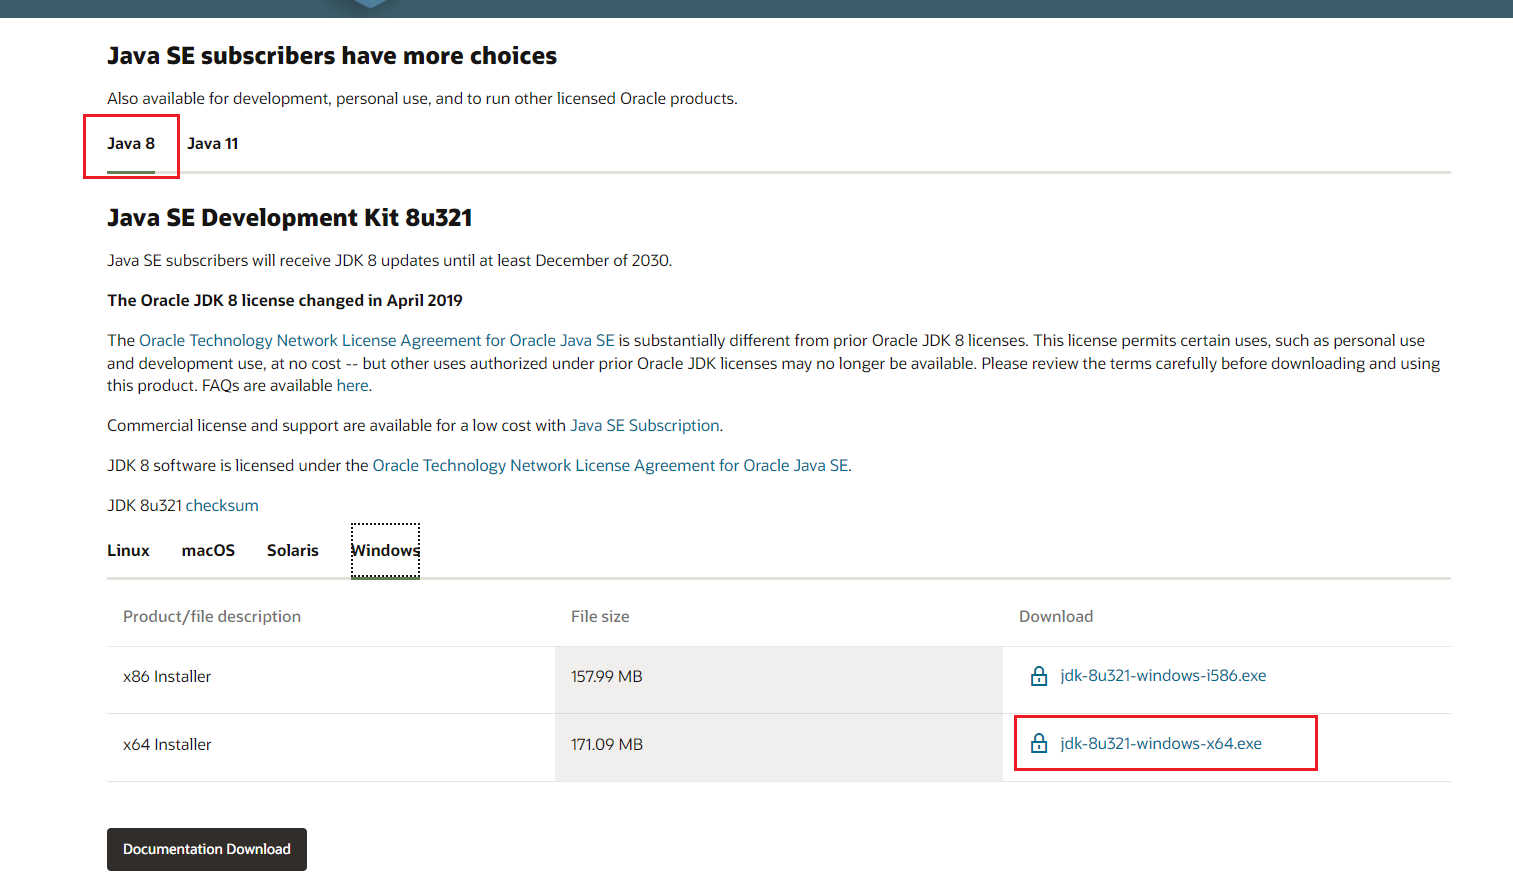 Java SE subscribers have more choices
Also available for development, personal use, and to run other licensed Oracle products.
Java 8 Java 11
Java SE Development Kit 8u321
Java SE subscribers will receive JDK 8 updates until at least December of 2030.
The Oracle JDK 8 license changed in April 2019
The Oracle Technology Network License Agreement for Oracle Java SE is substantially different from prior Oracle JDK 8 licenses. This license permits certain uses, such as personal use
and development use, at no cost -- but other uses authorized under prior Oracle JDK licenses may no longer be available. Please review the terms carefully before downloading and using
this product. FAQs are available here.
Commercial license and support are available for a low cost with Java SE Subscription.
JDK 8 software is licensed under the Oracle Technology Network License Agreement for Oracle Java SE.
JDK 8u321 checksum
Linux macOS Solaris Windows
Product/file description File size Download
x86 Installer 157.99 MB jdk-8u321-windows-i586.exe
x64 Installer 171.09 MB jdk-8u321-windows-x64.exe
Documentation Download